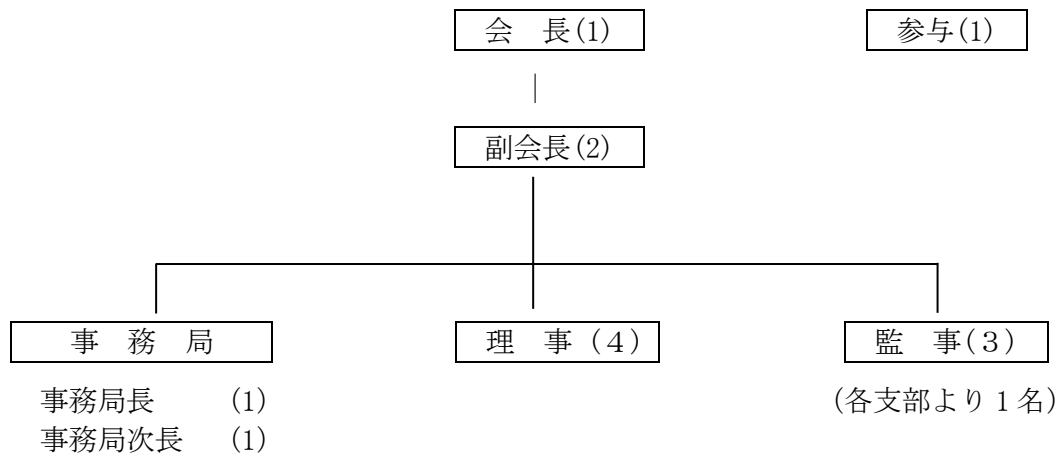 会　長(1)　参与(1)
副会長(2)
事　務　局　理　事（４）　監　事(３)
事務局長　(1)　(各支部より１名)
事務局次長　(1)